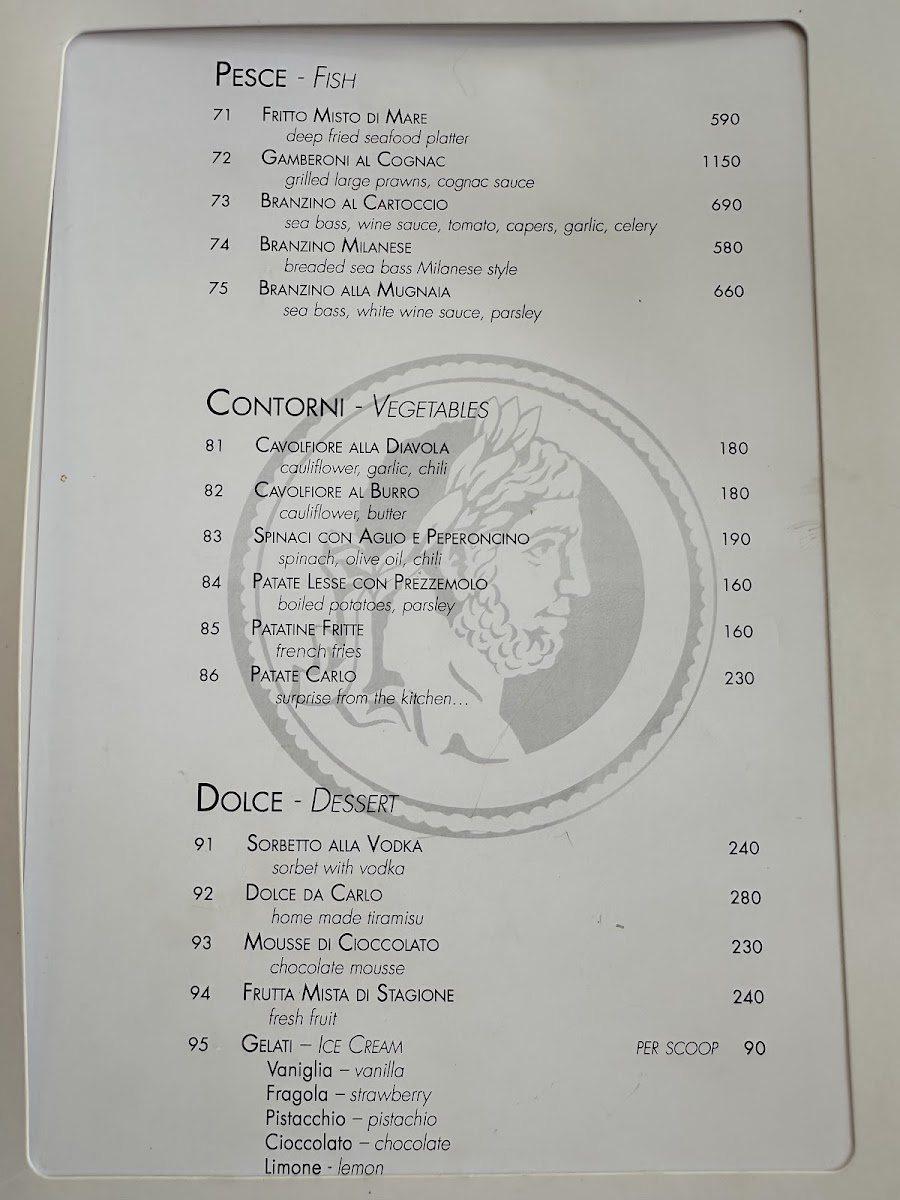 PESCE - FISH
71 FRITTO MISTO DI MARE 590
deep fried seafood platter
72 GAMBERONI AL COGNAC 1150
grilled large prawns, cognac sauce
73 BRANZINO AL CARTOCCIO 690
sea bass, wine sauce, tomato, capers, garlic, celery
74 BRANZINO MILANESE 580
breaded sea bass Milanese style
75 BRANZINO ALLA MUGNAIA 660
sea bass, white wine sauce, parsley
CONTORNI - VEGETABLES
81 CAVOLFIORE ALLA DIAVOLA 180
cauliflower, garlic, chili
82 CAVOLFIORE AL BURRO 180
cauliflower, butter
83 SPINACI CON AGLIO E PEPERONCINO 190
spinach, olive oil, chili
84 PATATE LESSE CON PREZZEMOLO 160
boiled potatoes, parsley
85 PATATINE FRITTE 160
french fries
86 PATATE CARLO 230
surprise from the kitchen...
DOLCE - DESSERT
91 SORBETTO ALLA VODKA 240
sorbet with vodka
92 DOLCE DA CARLO 280
home made tiramisu
93 MOUSSE DI CIOCCOLATO 230
chocolate mousse
94 FRUTTA MISTA DI STAGIONE 240
fresh fruit
95 GELATI – ICE CREAM PER SCOOP 90
Vaniglia – vanilla
Fragola – strawberry
Pistacchio – pistachio
Cioccolato – chocolate
Limone - lemon